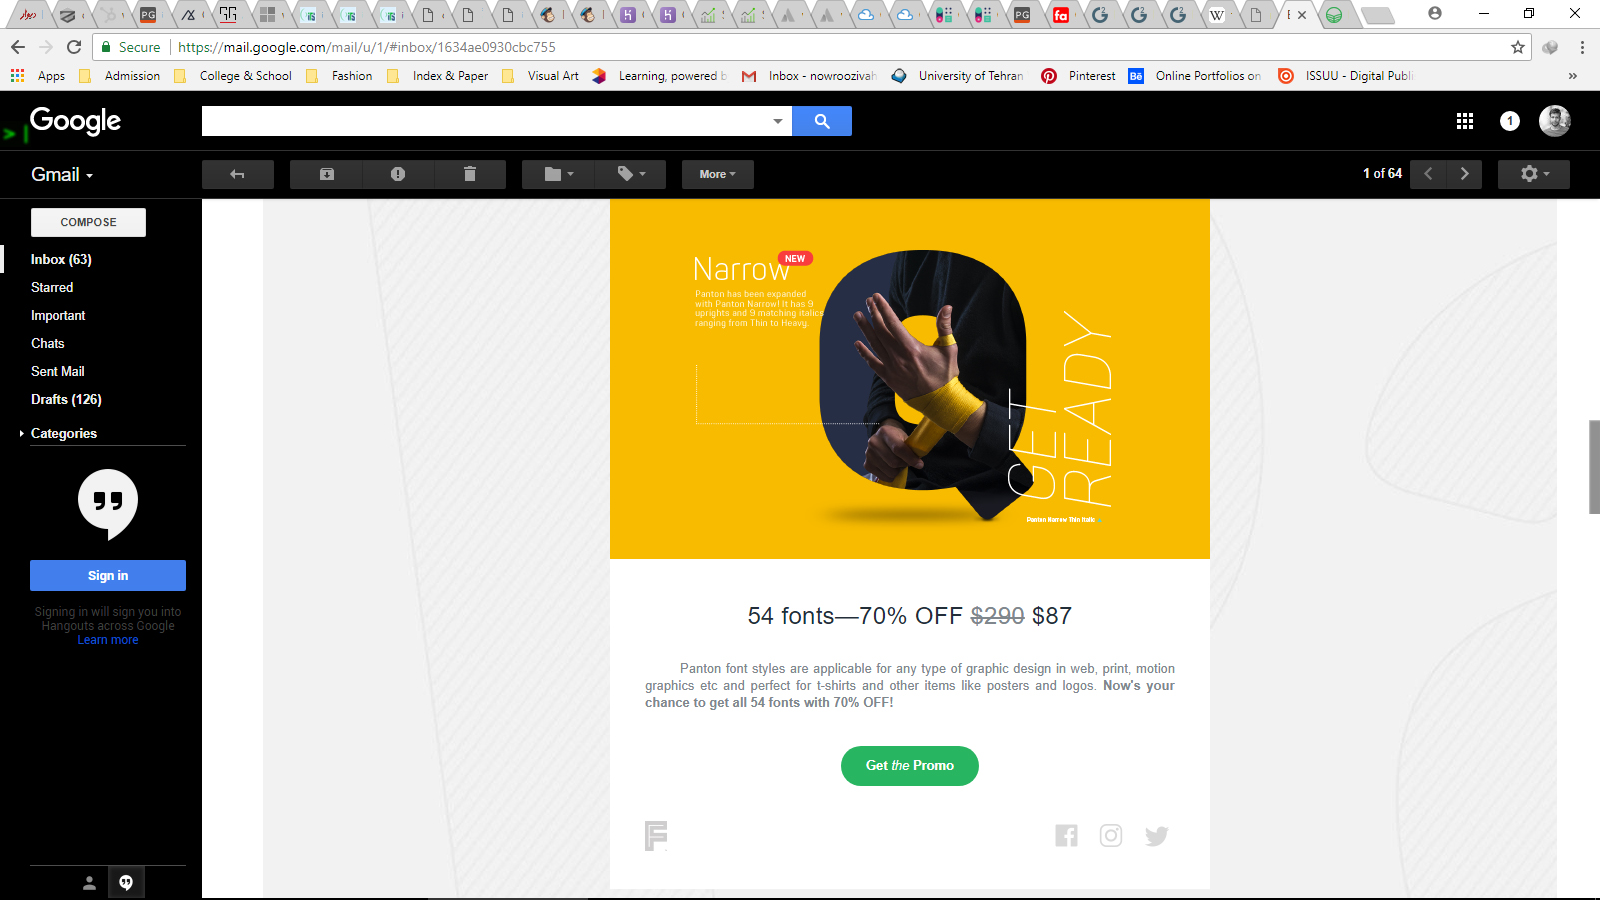 Secure https://mail.google.com/mail/u/1/#inbox/1634ae0930cbc755
Apps Admission College & School Fashion Index & Paper Visual Art Learning, powered b Inbox - nowroozivah University of Tehran Pinterest Online Portfolios on ISSUU - Digital Publi
Google
1
Gmail
More
1 of 64
COMPOSE
Inbox (63)
Starred
Important
Chats
Sent Mail
Drafts (126)
Categories
Sign in
Signing in will sign you into
Hangouts across Google
Learn more
Narrow NEW
Panton has been expanded
with Panton Narrow! It has 9
uprights and 9 matching italics
ranging from Thin to Heavy.
GET
READY
Panton Narrow Thin Italic
54 fonts—70% OFF $290 $87
Panton font styles are applicable for any type of graphic design in web, print, motion
graphics etc and perfect for t-shirts and other items like posters and logos. Now's your
chance to get all 54 fonts with 70% OFF!
Get the Promo